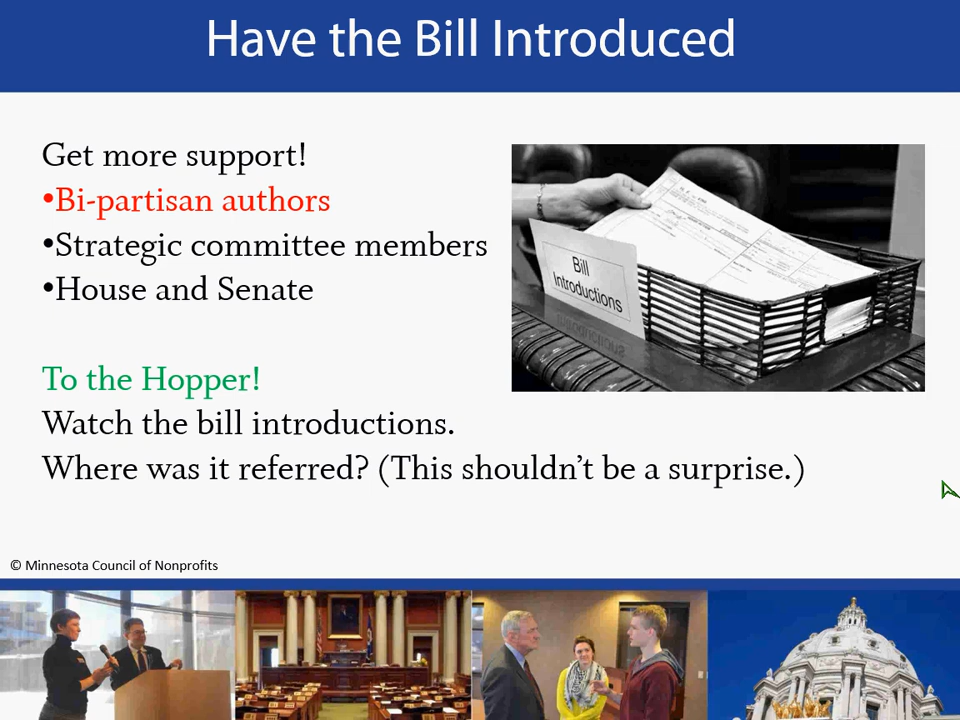 Have the Bill Introduced
Get more support!
•Bi-partisan authors
•Strategic committee members
•House and Senate
Bill
Introductions
To the Hopper!
Watch the bill introductions.
Where was it referred? (This shouldn't be a surprise.)
© Minnesota Council of Nonprofits